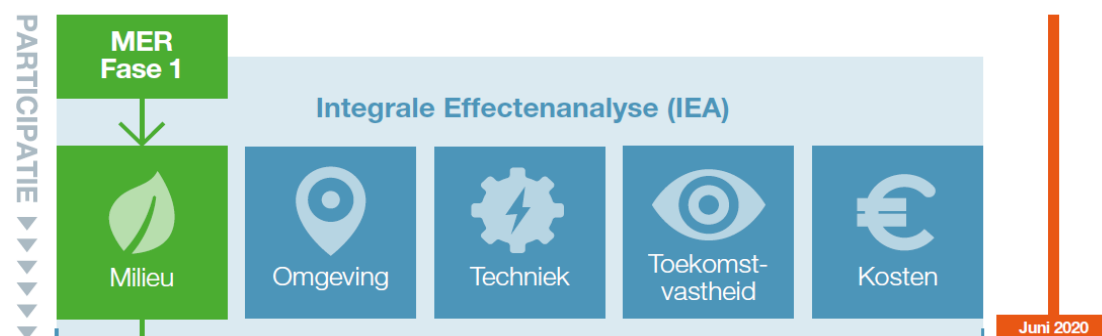 PARTICIPATIE
MER
Fase 1
Integrale Effectenanalyse (IEA)
Milieu
Omgeving
Techniek
Toekomst-
vastheid
Kosten
Juni 2020